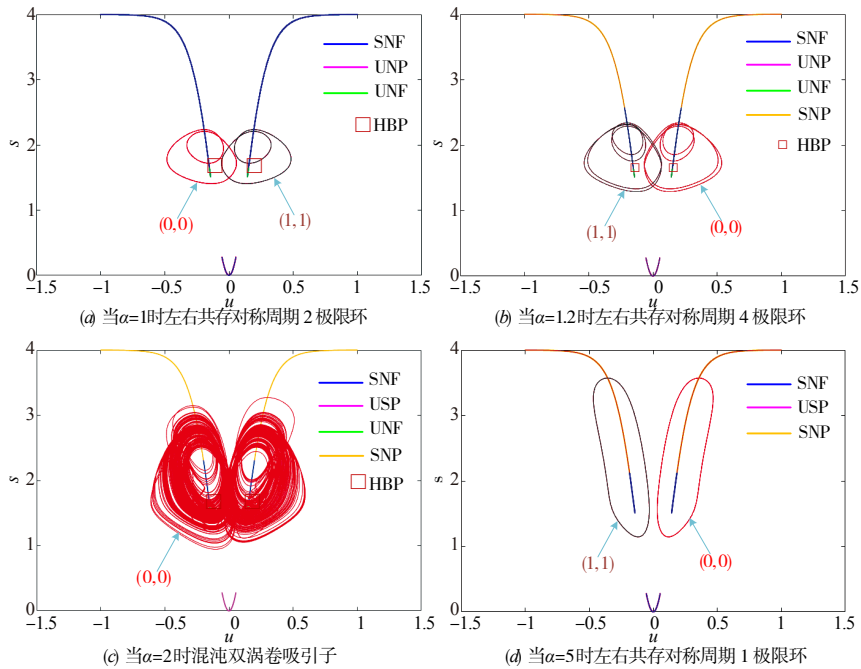 4
3
2
1
0
s
−1.5
−1
−0.5
0
0.5
1
1.5
u
SNF
UNP
UNF
HBP
(0,0)
(1,1)
(a) 当α=1时左右共存对称周期 2 极限环
4
3
2
1
0
s
−1.5
−1
−0.5
0
0.5
1
1.5
u
SNF
UNP
UNF
SNP
HBP
(1,1)
(0,0)
(b) 当α=1.2时左右共存对称周期 4 极限环
4
3
2
1
0
s
−1.5
−1
−0.5
0
0.5
1
1.5
u
SNF
USP
UNF
SNP
HBP
(0,0)
(c) 当α=2时混沌双涡卷吸引子
4
3
2
1
0
s
−1.5
−1
−0.5
0
0.5
1
1.5
u
SNF
USP
SNP
(1,1)
(0,0)
(d) 当α=5时左右共存对称周期 1 极限环